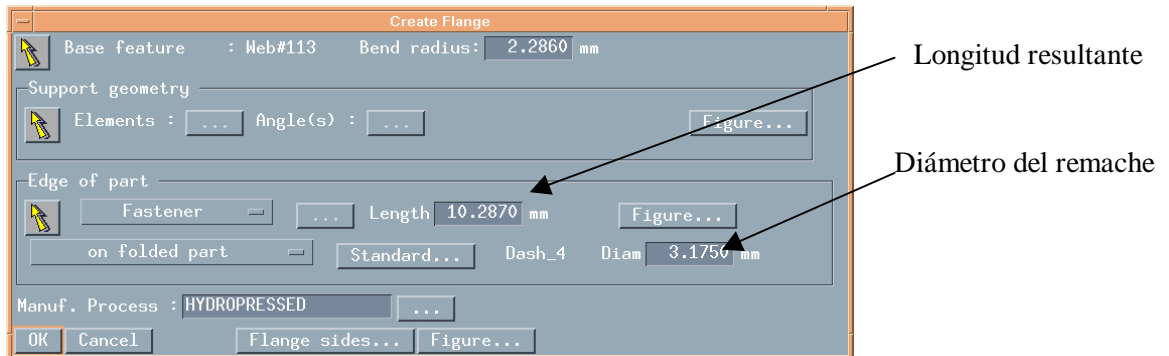 Create Flange
Base feature : Web#113 Bend radius: 2.2860 mm
Longitud resultante
Support geometry
Elements : ... Angle(s) : ... Figure...
Diámetro del remache
Edge of part
Fastener ... Length 10.2870 mm Figure...
on folded part Standard... Dash_4 Diam 3.1750 mm
Manuf. Process : HYDROPRESSED ...
OK Cancel Flange sides... Figure...